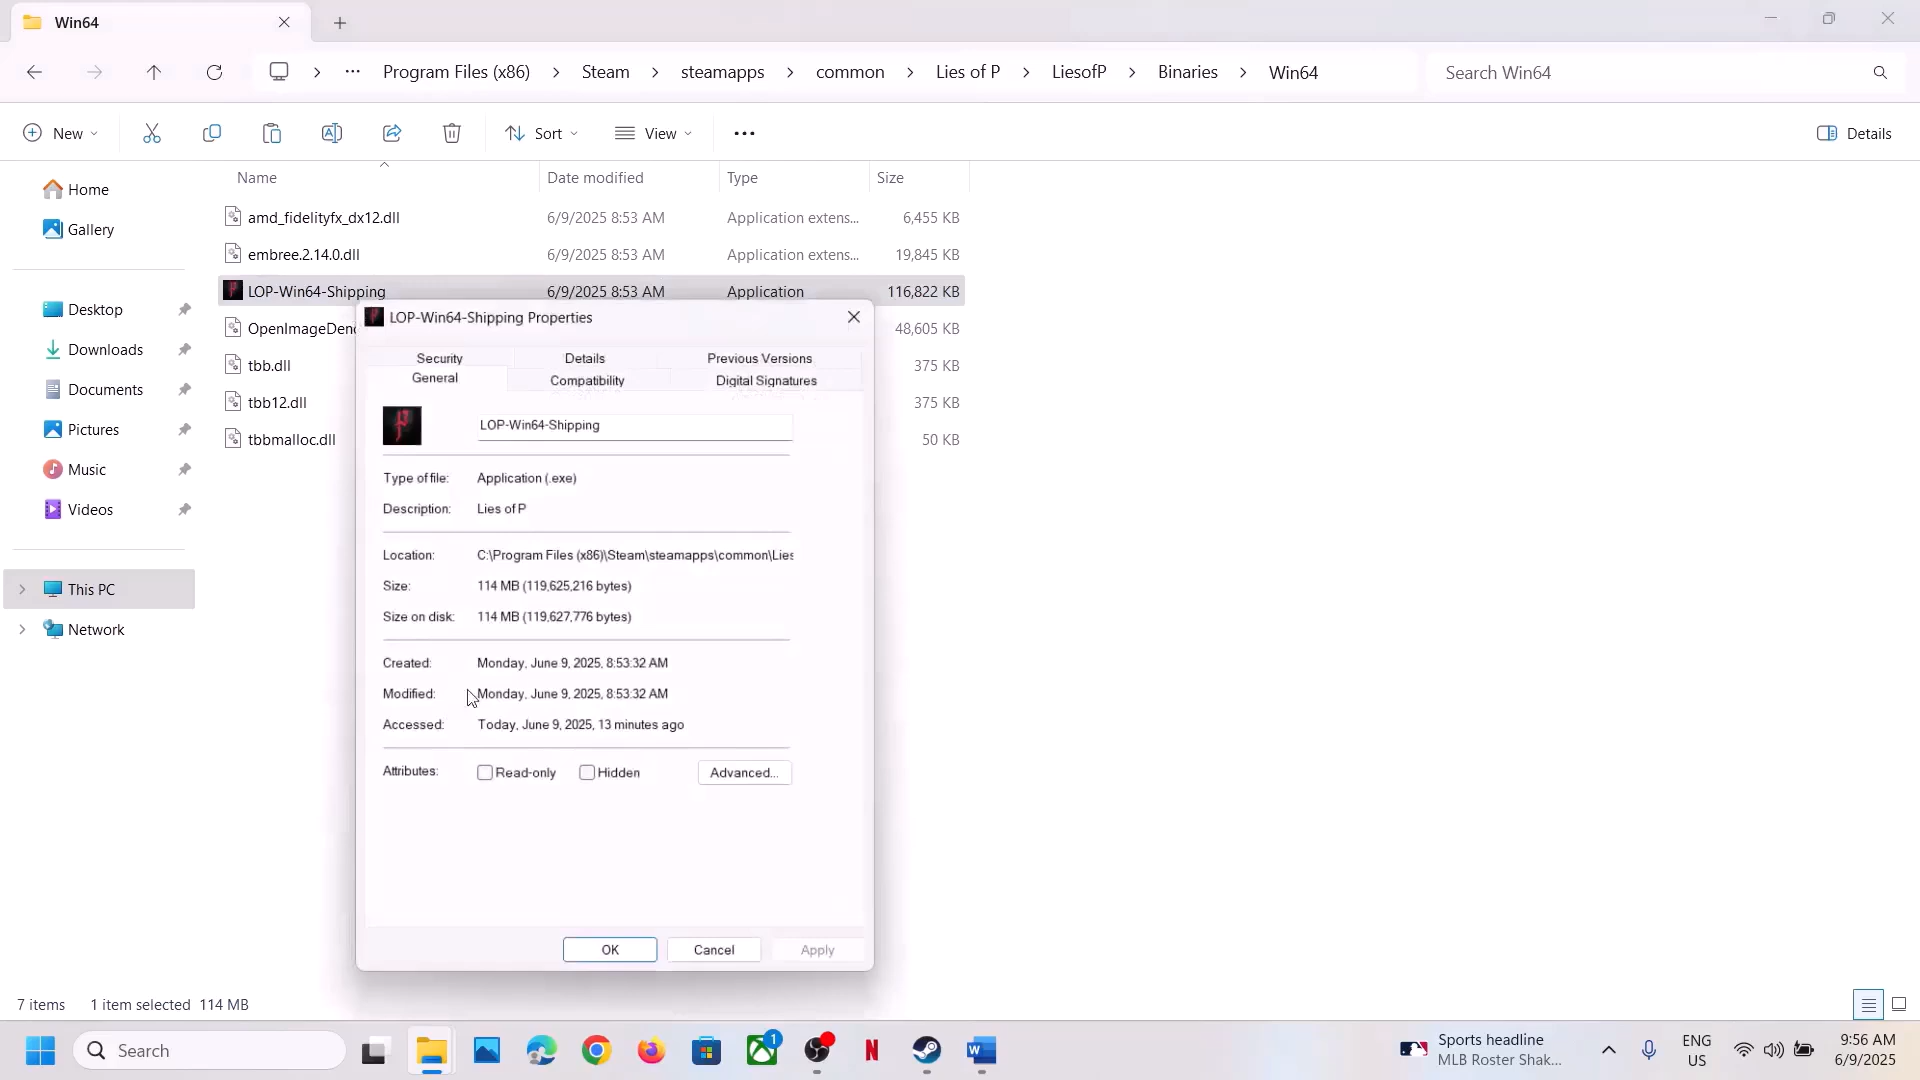 Win64
Program Files (x86) Steam steamapps common Lies of P LiesofP Binaries Win64
Search Win64
New
Sort
View
Details
Name Date modified Type Size
Home
Gallery
Desktop
Downloads
Documents
Pictures
Music
Videos
This PC
Network
amd_fidelityfx_dx12.dll 6/9/2025 8:53 AM Application extens... 6,455 KB
embree.2.14.0.dll 6/9/2025 8:53 AM Application extens... 19,845 KB
LOP-Win64-Shipping 6/9/2025 8:53 AM Application 116,822 KB
OpenImageDeno 48,605 KB
tbb.dll 375 KB
tbb12.dll 375 KB
tbbmalloc.dll 50 KB
LOP-Win64-Shipping Properties
Security Details Previous Versions
General Compatibility Digital Signatures
LOP-Win64-Shipping
Type of file: Application (.exe)
Description: Lies of P
Location: C:\Program Files (x86)\Steam\steamapps\common\Lies
Size: 114 MB (119,625,216 bytes)
Size on disk: 114 MB (119,627,776 bytes)
Created: Monday, June 9, 2025, 8:53:32 AM
Modified: Monday, June 9, 2025, 8:53:32 AM
Accessed: Today, June 9, 2025, 13 minutes ago
Attributes: Read-only Hidden Advanced...
OK Cancel Apply
7 items 1 item selected 114 MB
Search
1
Sports headline
MLB Roster Shak...
ENG
US
9:56 AM
6/9/2025